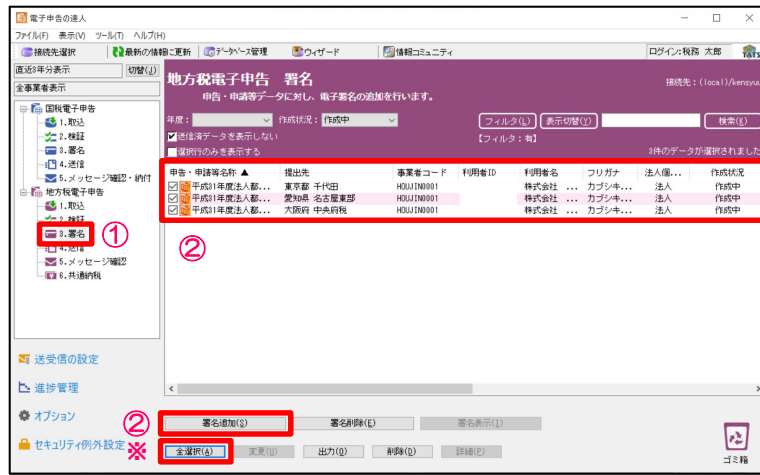 電子申告の達人
ファイル(F) 表示(V) ツール(T) ヘルプ(H)
接続先選択 最新の情報に更新 データベース管理 ウィザード 情報コミュニティ ログイン:税務 太郎 TATS
直近3年分表示 切替(J)
全事業者表示
国税電子申告
1.取込
2.検証
3.署名
4.送信
5.メッセージ確認・納付
地方税電子申告
1.取込
2.検証
3.署名 ①
4.送信
5.メッセージ確認
6.共通納税
送受信の設定
進捗管理
オプション
セキュリティ例外設定
地方税電子申告 署名
接続先:(local)/kensyuu
申告・申請等データに対し、電子署名の追加を行います。
年度: 作成状況: 作成中 フィルタ(L) 表示切替(Y) 検索(K)
送信済データを表示しない 【フィルタ:有】
選択行のみを表示する 3件のデータが選択されました
申告・申請等名称 ▲ 提出先 事業者コード 利用者ID 利用者名 フリガナ 法人個... 作成状況
平成31年度法人都... 東京都 千代田 HOUJIN0001 株式会社 ... カブシキ... 法人 作成中
平成31年度法人都... 愛知県 名古屋東部 HOUJIN0001 株式会社 ... カブシキ... 法人 作成中
平成31年度法人都... 大阪府 中央府税 HOUJIN0001 株式会社 ... カブシキ... 法人 作成中
②
② 署名追加(S) 署名削除(E) 署名表示(I)
※ 全選択(A) 変更(U) 出力(O) 削除(D) 詳細(P)
ゴミ箱